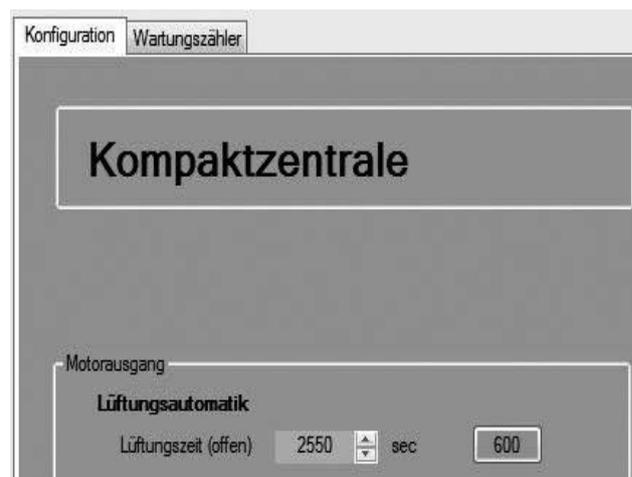 Konfiguration Wartungszähler
Kompaktzentrale
Motorausgang
Lüftungsautomatik
Lüftungszeit (offen) 2550 sec 600